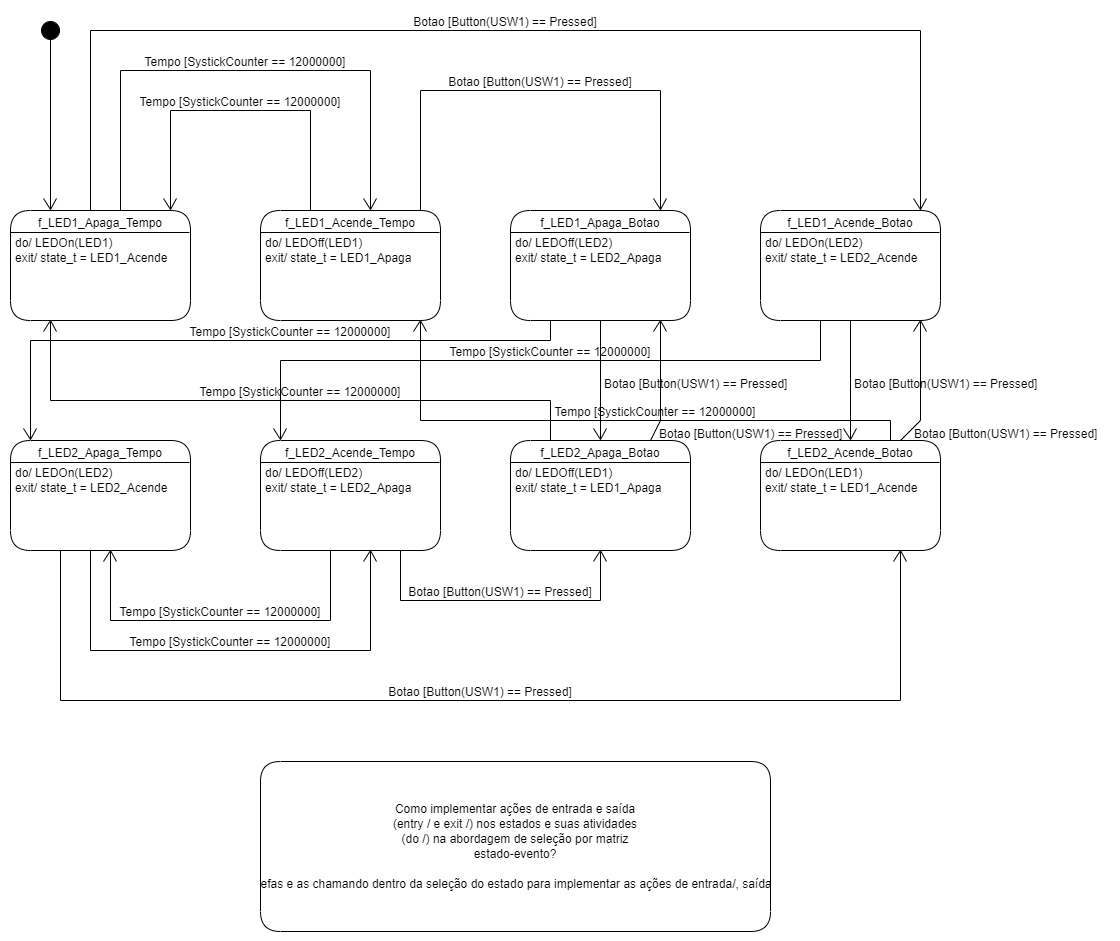 Botao [Button(USW1) == Pressed]
Tempo [SystickCounter == 12000000]
Botao [Button(USW1) == Pressed]
Tempo [SystickCounter == 12000000]
f_LED1_Apaga_Tempo
do/ LEDOn(LED1)
exit/ state_t = LED1_Acende
f_LED1_Acende_Tempo
do/ LEDOff(LED1)
exit/ state_t = LED1_Apaga
f_LED1_Apaga_Botao
do/ LEDOff(LED2)
exit/ state_t = LED2_Apaga
f_LED1_Acende_Botao
do/ LEDOn(LED2)
exit/ state_t = LED2_Acende
Tempo [SystickCounter == 12000000]
Tempo [SystickCounter == 12000000]
Botao [Button(USW1) == Pressed]
Botao [Button(USW1) == Pressed]
Tempo [SystickCounter == 12000000]
Tempo [SystickCounter == 12000000]
Botao [Button(USW1) == Pressed]
Botao [Button(USW1) == Pressed]
f_LED2_Apaga_Tempo
do/ LEDOn(LED2)
exit/ state_t = LED2_Acende
f_LED2_Acende_Tempo
do/ LEDOff(LED2)
exit/ state_t = LED2_Apaga
f_LED2_Apaga_Botao
do/ LEDOff(LED1)
exit/ state_t = LED1_Apaga
f_LED2_Acende_Botao
do/ LEDOn(LED1)
exit/ state_t = LED1_Acende
Botao [Button(USW1) == Pressed]
Tempo [SystickCounter == 12000000]
Tempo [SystickCounter == 12000000]
Botao [Button(USW1) == Pressed]
Como implementar ações de entrada e saída
(entry / e exit /) nos estados e suas atividades
(do /) na abordagem de seleção por matriz
estado-evento?
efas e as chamando dentro da seleção do estado para implementar as ações de entrada/, saída